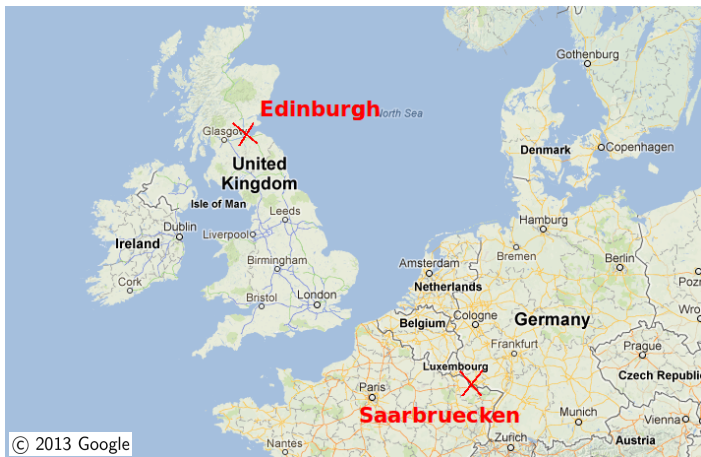 Gothenburg
Edinburgh
North Sea
Glasgow
Copenhagen
Denmark
United
Kingdom
Isle of Man
Leeds
Hamburg
Dublin
Ireland
Liverpool
Bremen
Berlin
Birmingham
Amsterdam
Netherlands
Cork
Bristol
London
Cologne
Belgium
Germany
Frankfurt
Prague
Luxembourg
Czech Republi
Paris
Saarbruecken
Munich
Vienna
Zurich
Austria
Nantes
© 2013 Google